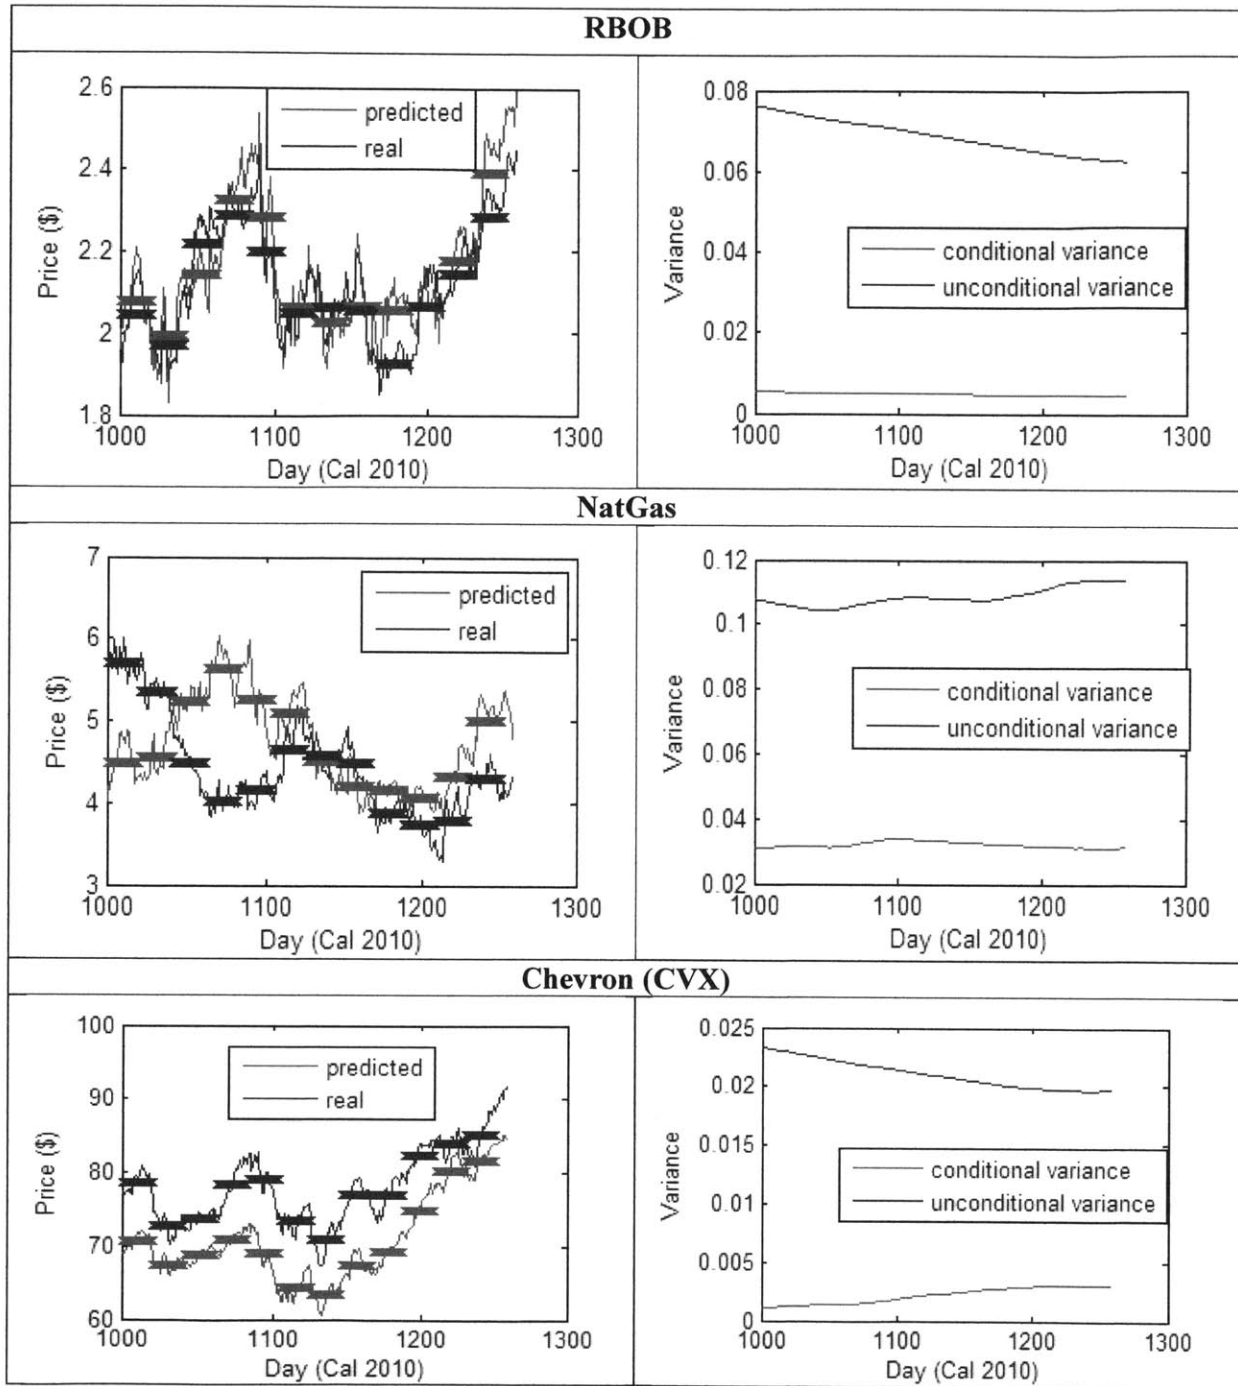 RBOB
2.6
2.4
2.2
2
1.8
Price ($)
predicted
real
1000 1100 1200 1300
Day (Cal 2010)
0.08
0.06
0.04
0.02
0
Variance
conditional variance
unconditional variance
1000 1100 1200 1300
Day (Cal 2010)
NatGas
7
6
5
4
3
Price ($)
predicted
real
1000 1100 1200 1300
Day (Cal 2010)
0.12
0.1
0.08
0.06
0.04
0.02
Variance
conditional variance
unconditional variance
1000 1100 1200 1300
Day (Cal 2010)
Chevron (CVX)
100
90
80
70
60
Price ($)
predicted
real
1000 1100 1200 1300
Day (Cal 2010)
0.025
0.02
0.015
0.01
0.005
0
Variance
conditional variance
unconditional variance
1000 1100 1200 1300
Day (Cal 2010)